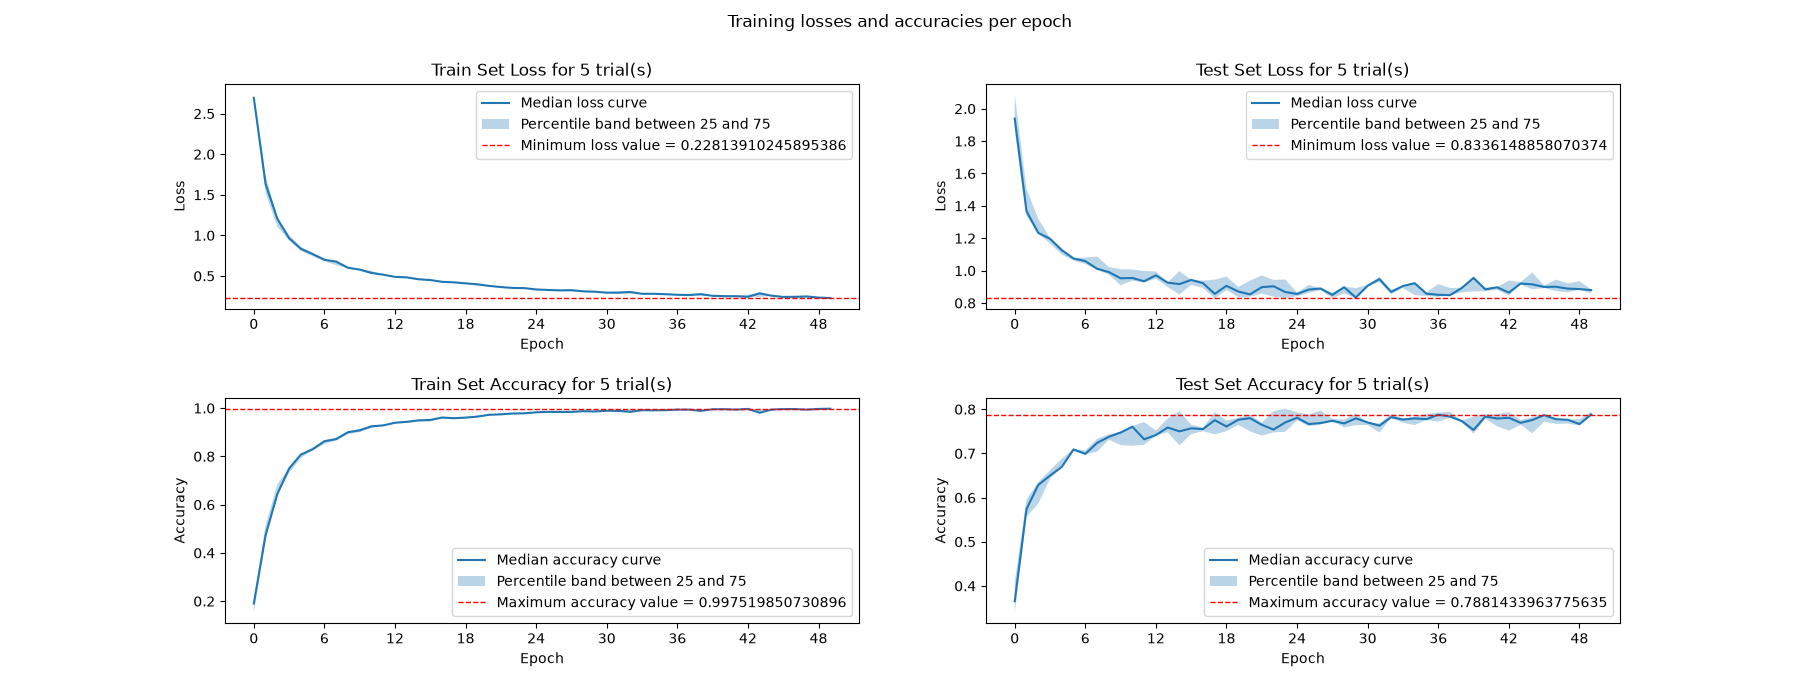 Training losses and accuracies per epoch
Train Set Loss for 5 trial(s)
Loss
2.5
2.0
1.5
1.0
0.5
Median loss curve
Percentile band between 25 and 75
Minimum loss value = 0.22813910245895386
0 6 12 18 24 30 36 42 48
Epoch
Test Set Loss for 5 trial(s)
Loss
2.0
1.8
1.6
1.4
1.2
1.0
0.8
Median loss curve
Percentile band between 25 and 75
Minimum loss value = 0.8336148858070374
0 6 12 18 24 30 36 42 48
Epoch
Train Set Accuracy for 5 trial(s)
Accuracy
1.0
0.8
0.6
0.4
0.2
Median accuracy curve
Percentile band between 25 and 75
Maximum accuracy value = 0.997519850730896
0 6 12 18 24 30 36 42 48
Epoch
Test Set Accuracy for 5 trial(s)
Accuracy
0.8
0.7
0.6
0.5
0.4
Median accuracy curve
Percentile band between 25 and 75
Maximum accuracy value = 0.7881433963775635
0 6 12 18 24 30 36 42 48
Epoch